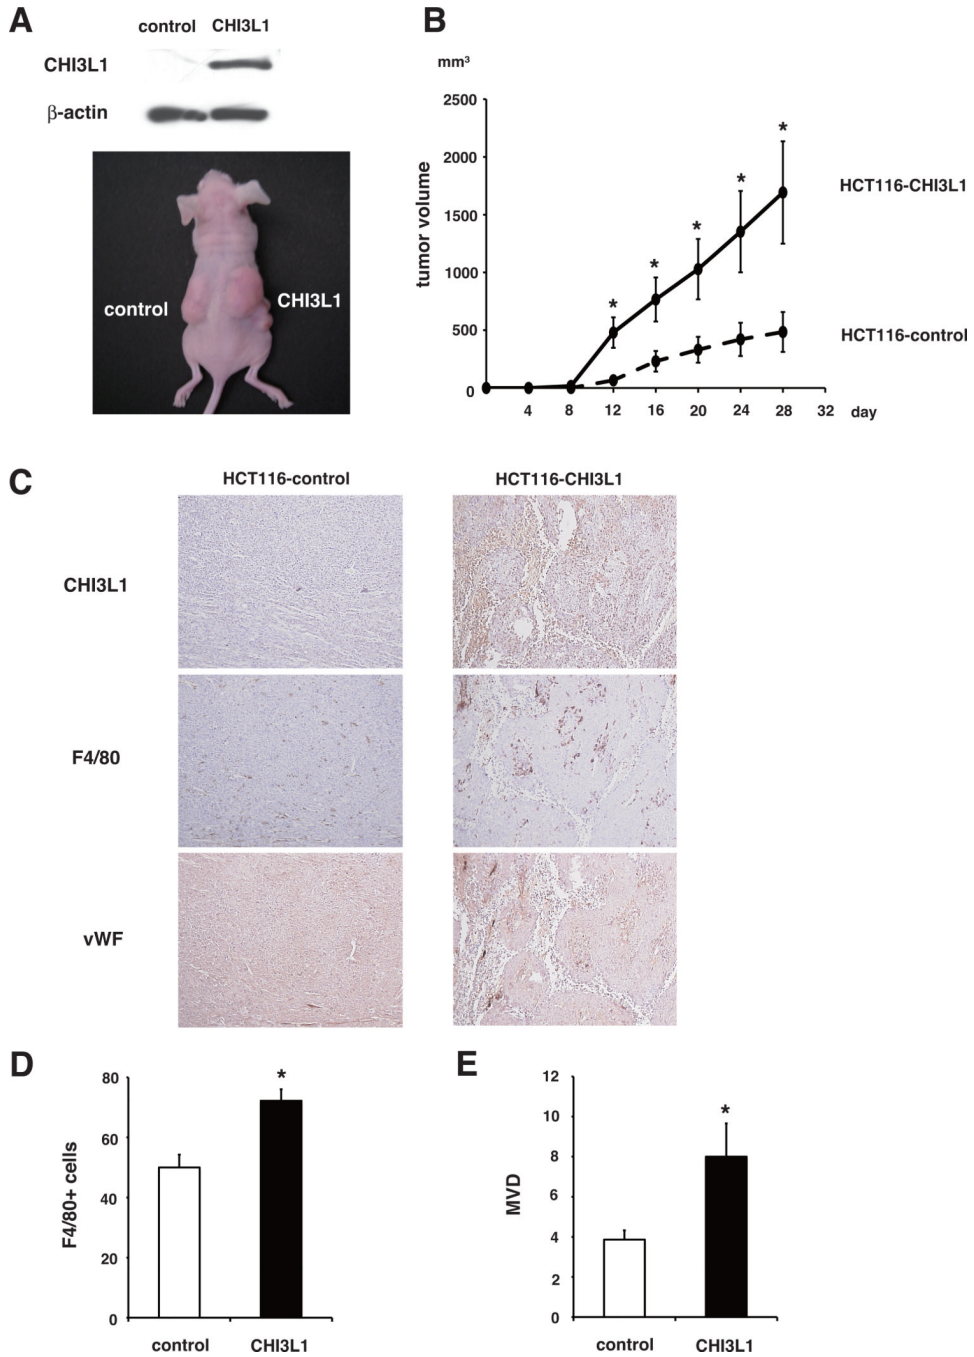 A
control CHI3L1
CHI3L1
β-actin
control
CHI3L1
B
mm³
2500
2000
1500
1000
500
0
tumor volume
4 8 12 16 20 24 28 32 day
* * * * *
HCT116-CHI3L1
HCT116-control
C
HCT116-control HCT116-CHI3L1
CHI3L1
F4/80
vWF
D
80
60
40
20
0
F4/80+ cells
*
control CHI3L1
E
12
10
8
6
4
2
0
MVD
*
control CHI3L1